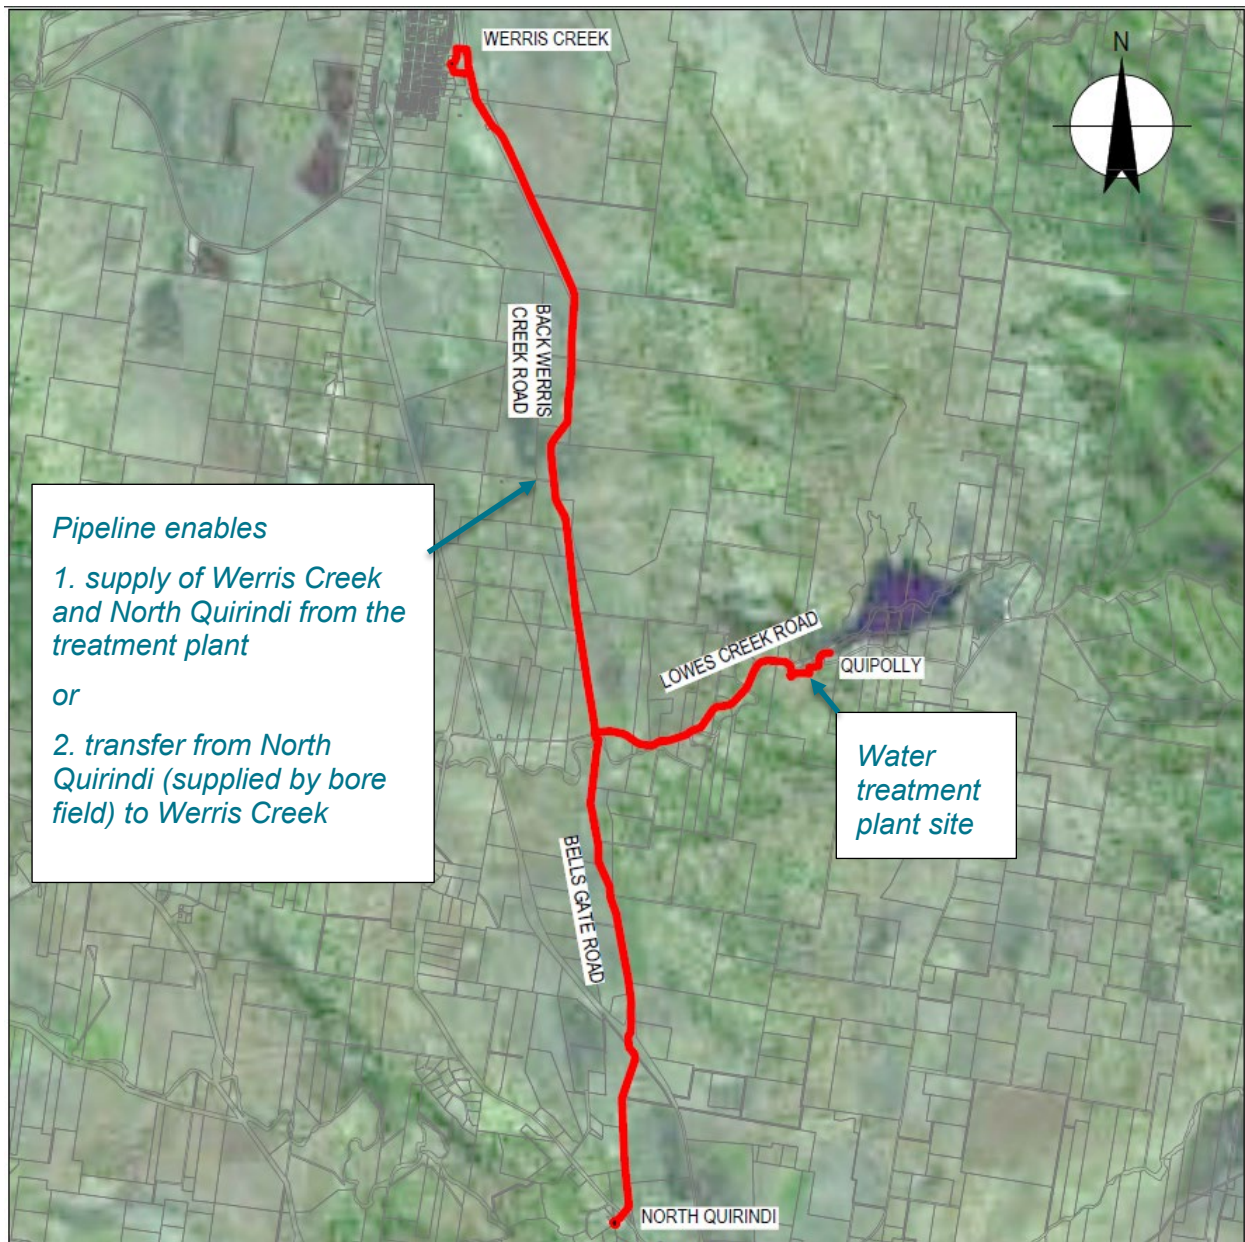 WERRIS CREEK
N
BACK WERRIS
CREEK ROAD
Pipeline enables
1. supply of Werris Creek
and North Quirindi from the
treatment plant
or
2. transfer from North
Quirindi (supplied by bore
field) to Werris Creek
LOWES CREEK ROAD
QUIPOLLY
Water
treatment
plant site
BELLS GATE ROAD
NORTH QUIRINDI